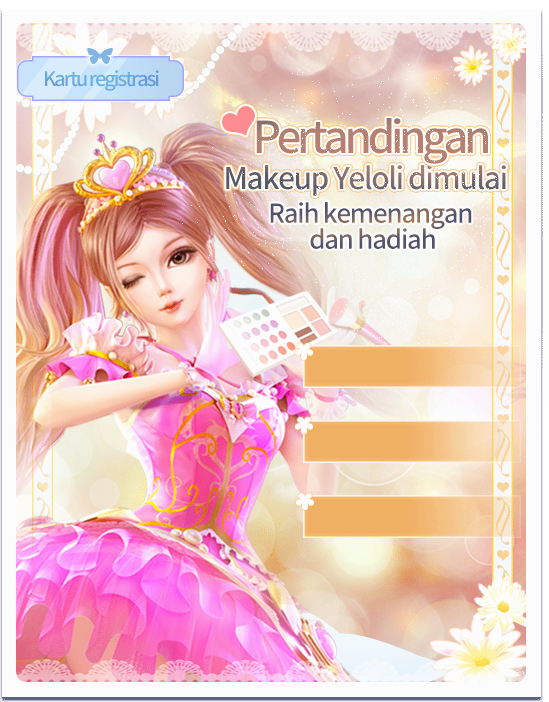 Kartu registrasi
Pertandingan
Makeup Yeloli dimulai
Raih kemenangan
dan hadiah